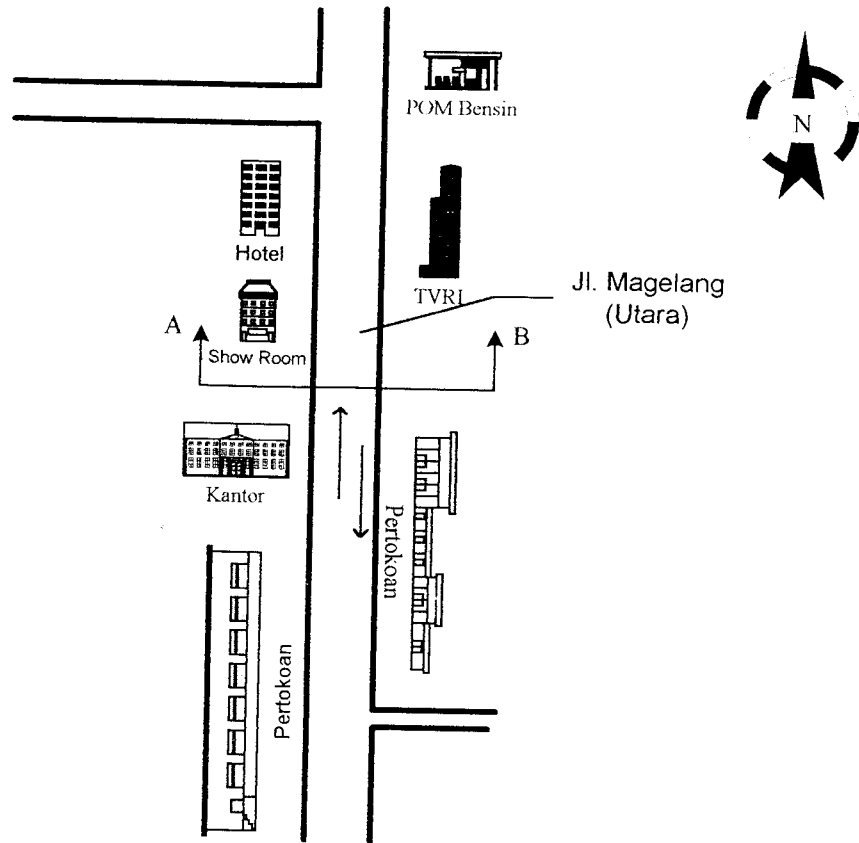 POM Bensin
N
Hotel
TVRI
Jl. Magelang
(Utara)
A
B
Show Room
Kantor
Pertokoan
Pertokoan